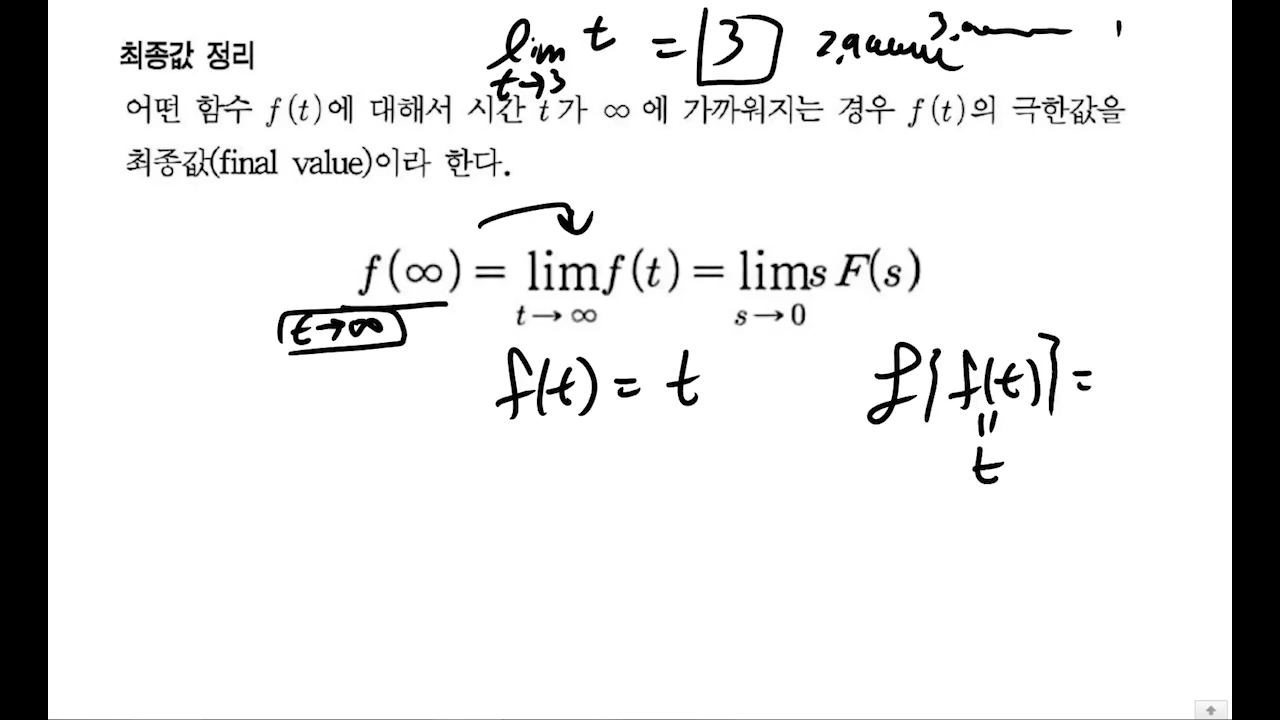 lim t = 3
t→3
최종값 정리
어떤 함수 f(t)에 대해서 시간 t가 ∞에 가까워지는 경우 f(t)의 극한값을
최종값(final value)이라 한다.
f(∞) = lim f(t) = lim sF(s)
t→∞ s→0
t→∞
f(t) = t ℒ{f(t)} =
"
t